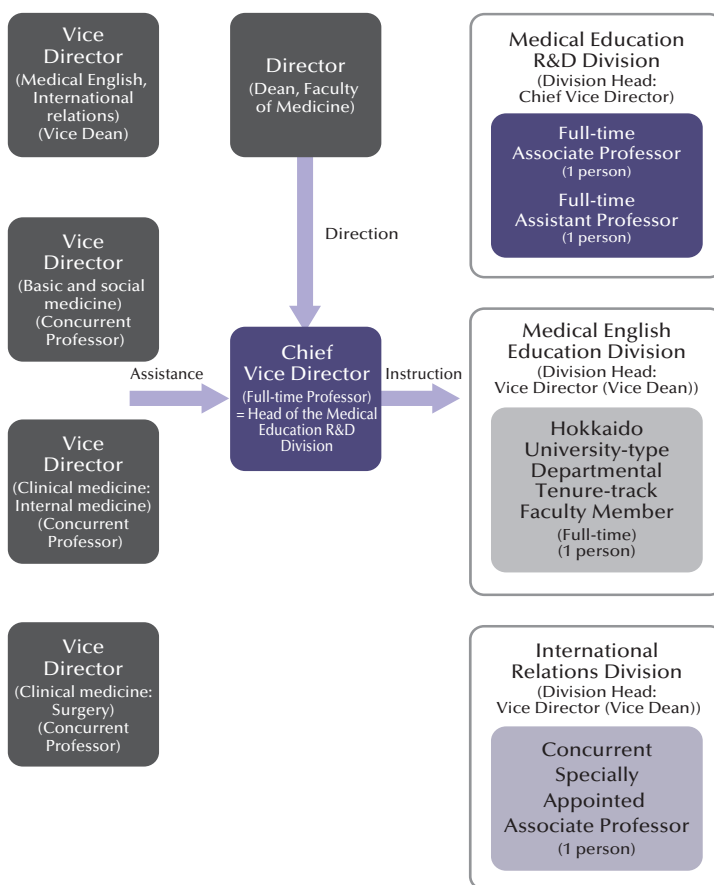 Vice
Director
(Medical English,
International
relations)
(Vice Dean)
Director
(Dean, Faculty
of Medicine)
Medical Education
R&D Division
(Division Head:
Chief Vice Director)
Full-time
Associate Professor
(1 person)
Full-time
Assistant Professor
(1 person)
Direction
Vice
Director
(Basic and social
medicine)
(Concurrent
Professor)
Assistance
Chief
Vice Director
(Full-time Professor)
= Head of the Medical
Education R&D
Division
Instruction
Medical English
Education Division
(Division Head:
Vice Director (Vice Dean))
Hokkaido
University-type
Departmental
Tenure-track
Faculty Member
(Full-time)
(1 person)
Vice
Director
(Clinical medicine:
Internal medicine)
(Concurrent
Professor)
Vice
Director
(Clinical medicine:
Surgery)
(Concurrent
Professor)
International
Relations Division
(Division Head:
Vice Director (Vice Dean))
Concurrent
Specially
Appointed
Associate Professor
(1 person)